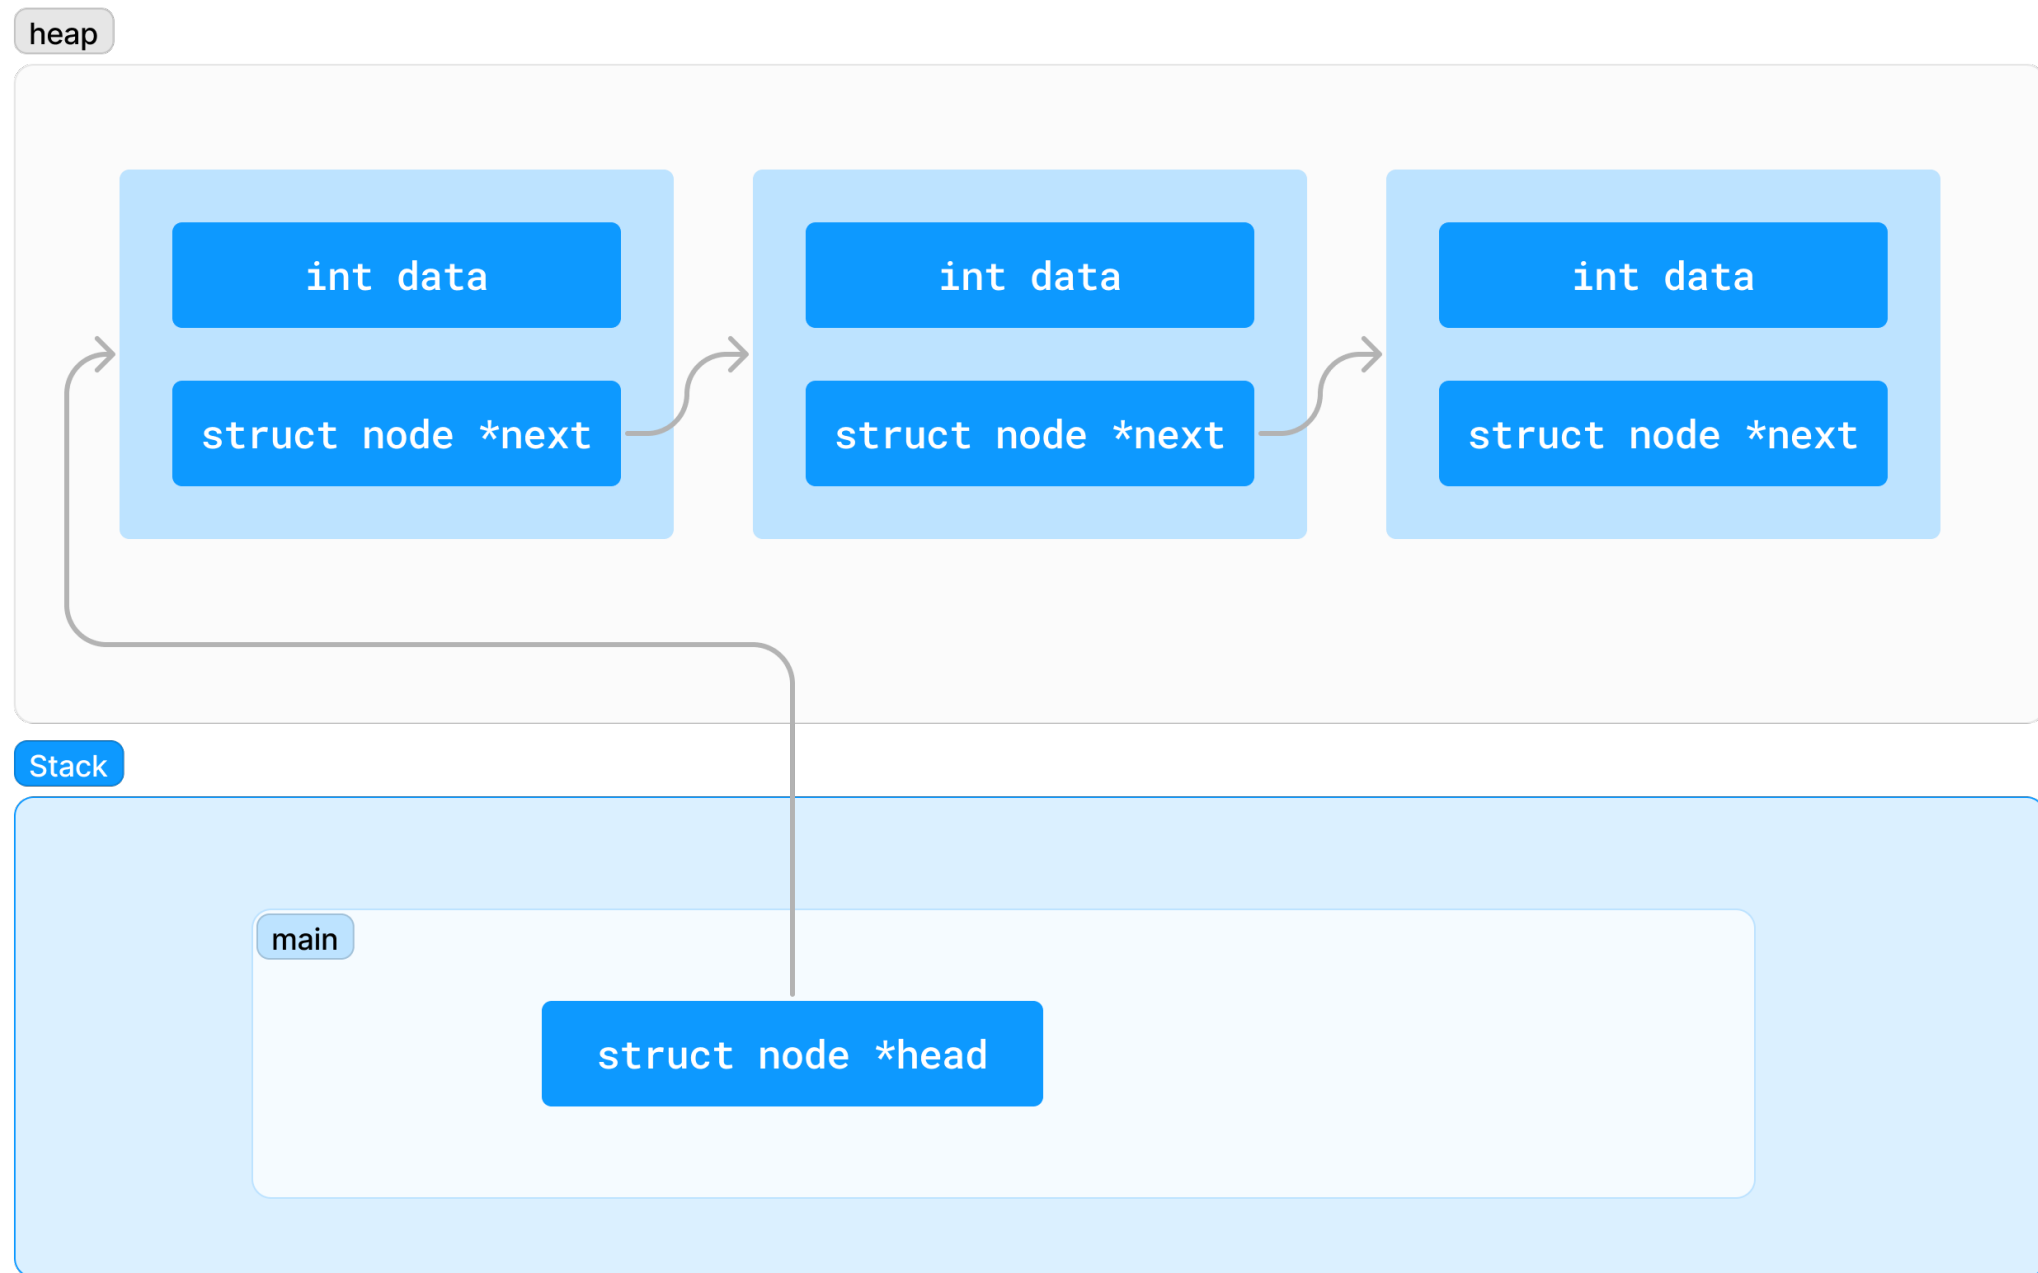 heap
int data
int data
int data
struct node *next
struct node *next
struct node *next
Stack
main
struct node *head